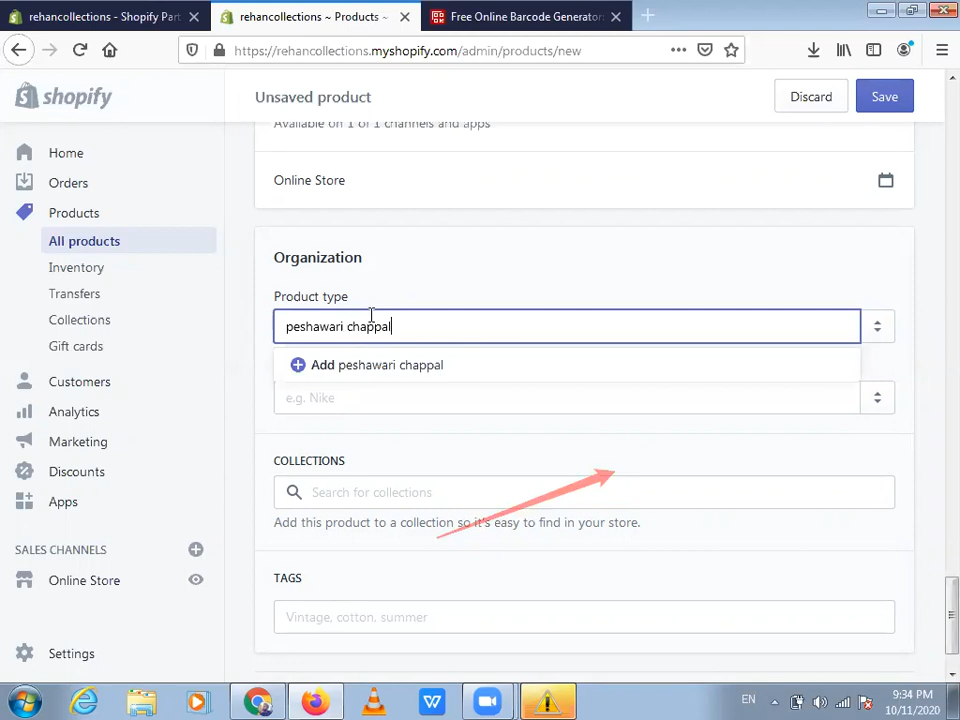 rehancollections - Shopify Part
rehancollections ~ Products ~
Free Online Barcode Generator
https://rehancollections.myshopify.com/admin/products/new
shopify
Unsaved product
Discard
Save
Available on 1 of 1 channels and apps
Online Store
Home
Orders
Products
All products
Inventory
Transfers
Collections
Gift cards
Customers
Analytics
Marketing
Discounts
Apps
SALES CHANNELS
Online Store
Settings
Organization
Product type
peshawari chappal
Add peshawari chappal
e.g. Nike
COLLECTIONS
Search for collections
Add this product to a collection so it's easy to find in your store.
TAGS
Vintage, cotton, summer
EN
9:34 PM
10/11/2020